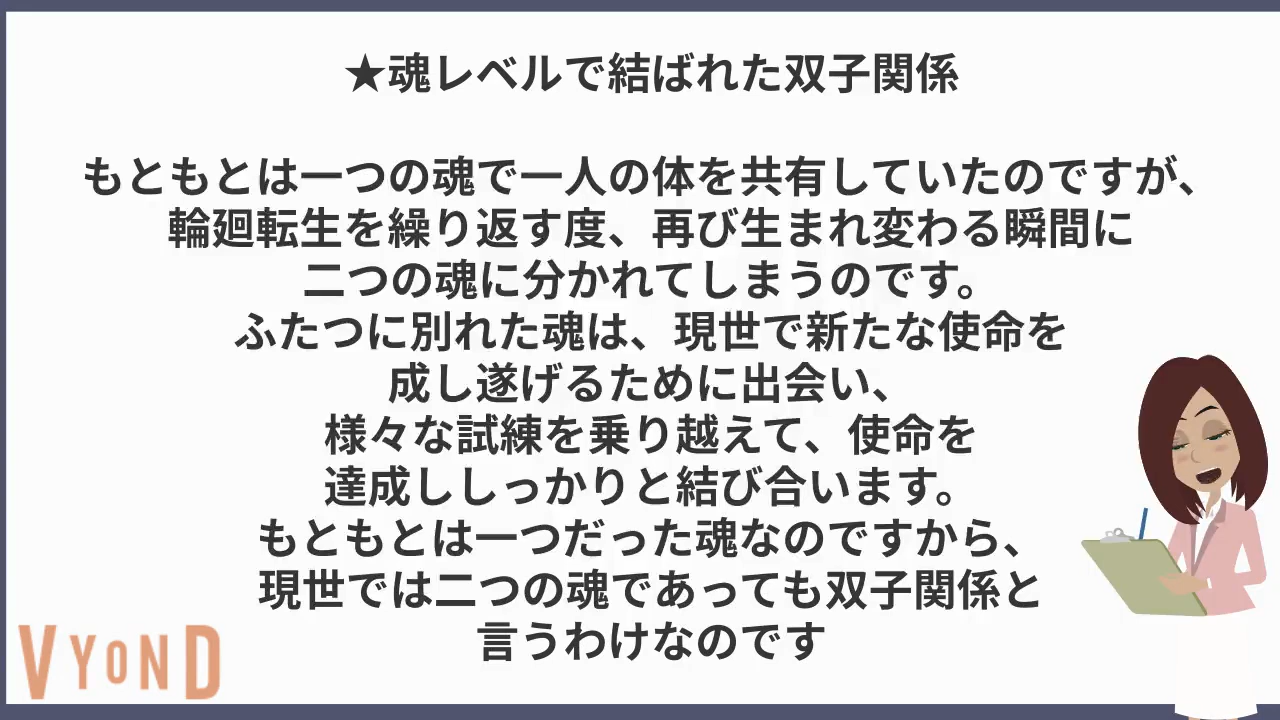 ★魂レベルで結ばれた双子関係
もともとは一つの魂で一人の体を共有していたのですが、
輪廻転生を繰り返す度、再び生まれ変わる瞬間に
二つの魂に分かれてしまうのです。
ふたつに別れた魂は、現世で新たな使命を
成し遂げるために出会い、
様々な試練を乗り越えて、使命を
達成ししっかりと結び合います。
もともとは一つだった魂なのですから、
現世では二つの魂であっても双子関係と
言うわけなのです
VYOND